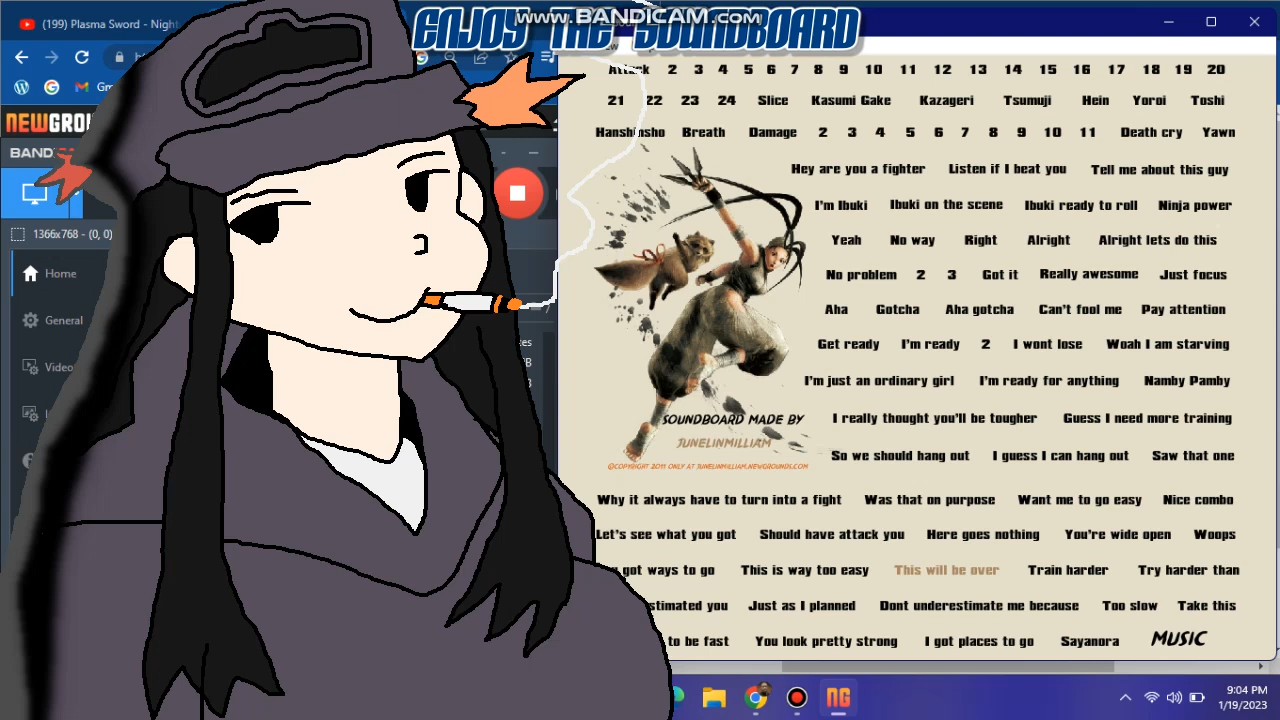 ENJOY THE SOUNDBOARD
www.BANDICAM.com
(199) Plasma Sword - Night
NEWGRO
BANDI
1366x768 - (0, 0)
Home
General
Video
Attack 2 3 4 5 6 7 8 9 10 11 12 13 14 15 16 17 18 19 20
21 22 23 24 Slice Kasumi Gake Kazageri Tsumuji Hein Yoroi Toshi
Hanshinsho Breath Damage 2 3 4 5 6 7 8 9 10 11 Death cry Yawn
Hey are you a fighter Listen if I beat you Tell me about this guy
I'm Ibuki Ibuki on the scene Ibuki ready to roll Ninja power
Yeah No way Right Alright Alright lets do this
No problem 2 3 Got it Really awesome Just focus
Aha Gotcha Aha gotcha Can't fool me Pay attention
Get ready I'm ready 2 I wont lose Woah I am starving
I'm just an ordinary girl I'm ready for anything Namby Pamby
SOUNDBOARD MADE BY
JUNELINMILLIAM
©COPYRIGHT 2011 ONLY AT JUNELINMILLIAM.NEWGROUNDS.COM
I really thought you'll be tougher Guess I need more training
So we should hang out I guess I can hang out Saw that one
Why it always have to turn into a fight Was that on purpose Want me to go easy Nice combo
Let's see what you got Should have attack you Here goes nothing You're wide open Woops
got ways to go This is way too easy This will be over Train harder Try harder than
stimated you Just as I planned Dont underestimate me because Too slow Take this
to be fast You look pretty strong I got places to go Sayanora MUSIC
NG
9:04 PM
1/19/2023